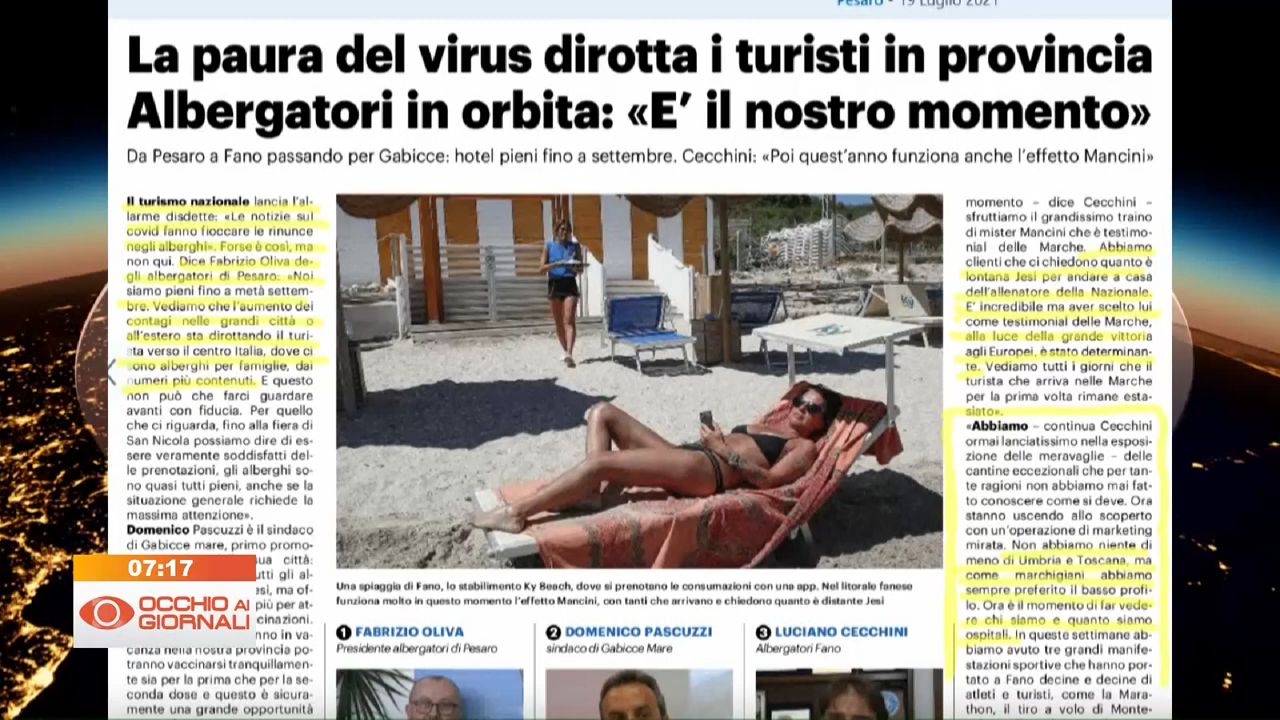 Pesaro - 19 Luglio 2021
La paura del virus dirotta i turisti in provincia
Albergatori in orbita: «E' il nostro momento»
Da Pesaro a Fano passando per Gabicce: hotel pieni fino a settembre. Cecchini: «Poi quest'anno funziona anche l'effetto Mancini»
Il turismo nazionale lancia l'al-
larme disdette: «Le notizie sul
covid fanno fioccare le rinunce
negli alberghi». Forse è così, ma
non qui. Dice Fabrizio Oliva de-
gli albergatori di Pesaro: «Noi
siamo pieni fino a metà settem-
bre. Vediamo che l'aumento dei
contagi nelle grandi città o
all'estero sta dirottando il turi-
sta verso il centro Italia, dove ci
sono alberghi per famiglie, dai
numeri più contenuti. E questo
non può che farci guardare
avanti con fiducia. Per quello
che ci riguarda, fino alla fiera di
San Nicola possiamo dire di es-
sere veramente soddisfatti del-
le prenotazioni, gli alberghi so-
no quasi tutti pieni, anche se la
situazione generale richiede la
massima attenzione».
Domenico Pascuzzi è il sindaco
di Gabicce mare, primo promo-
sua città:
utti gli al-
esi, ma of-
più per at-
cinazioni.
nno in va-
canza nella nostra provincia po-
tranno vaccinarsi tranquillamen-
te sia per la prima che per la se-
conda dose e questo è sicura-
mente una grande opportunità
07:17
OCCHIO AI
GIORNALI
Una spiaggia di Fano, lo stabilimento Ky Beach, dove si prenotano le consumazioni con una app. Nel litorale fanese
funziona molto in questo momento l'effetto Mancini, con tanti che arrivano e chiedono quanto è distante Jesi
1 FABRIZIO OLIVA
Presidente albergatori di Pesaro
2 DOMENICO PASCUZZI
sindaco di Gabicce Mare
3 LUCIANO CECCHINI
Albergatori Fano
momento – dice Cecchini –
sfruttiamo il grandissimo traino
di mister Mancini che è testimo-
nial delle Marche. Abbiamo
clienti che ci chiedono quanto è
lontana Jesi per andare a casa
dell'allenatore della Nazionale.
E' incredibile ma aver scelto lui
come testimonial delle Marche,
alla luce della grande vittoria
agli Europei, è stato determinan-
te. Vediamo tutti i giorni che il
turista che arriva nelle Marche
per la prima volta rimane esta-
siato».
«Abbiamo – continua Cecchini
ormai lanciatissimo nella esposi-
zione delle meraviglie – delle
cantine eccezionali che per tan-
te ragioni non abbiamo mai fat-
to conoscere come si deve. Ora
stanno uscendo allo scoperto
con un'operazione di marketing
mirata. Non abbiamo niente di
meno di Umbria e Toscana, ma
come marchigiani abbiamo
sempre preferito il basso profi-
lo. Ora è il momento di far vede-
re chi siamo e quanto siamo
ospitali. In queste settimane ab-
biamo avuto tre grandi manife-
stazioni sportive che hanno por-
tato a Fano decine e decine di
atleti e turisti, come la Mara-
thon, il tiro a volo di Monte-